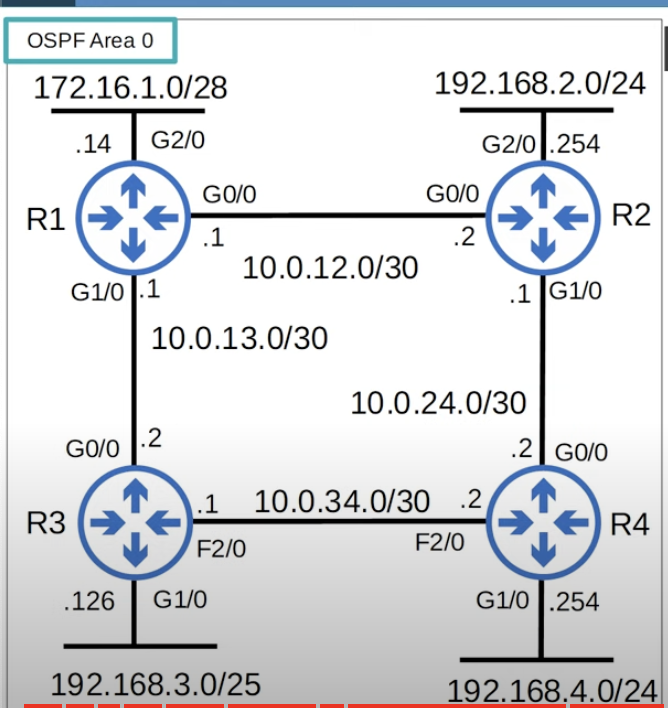 OSPF Area 0
172.16.1.0/28
192.168.2.0/24
.14
G2/0
G2/0
.254
R1
G0/0
G0/0
R2
.1
.2
10.0.12.0/30
G1/0
.1
.1
G1/0
10.0.13.0/30
10.0.24.0/30
G0/0
.2
.2
G0/0
R3
.1
10.0.34.0/30
.2
R4
F2/0
F2/0
.126
G1/0
G1/0
.254
192.168.3.0/25
192.168.4.0/24